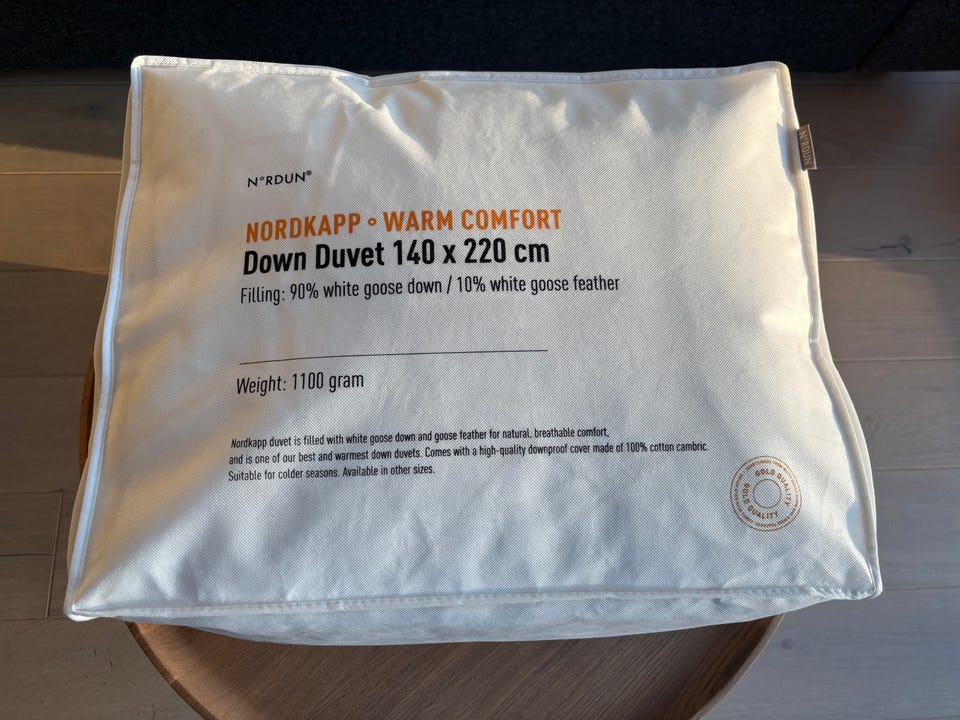 N°RDUN®
N°RDUN
NORDKAPP ∘ WARM COMFORT
Down Duvet 140 x 220 cm
Filling: 90% white goose down / 10% white goose feather
Weight: 1100 gram
Nordkapp duvet is filled with white goose down and goose feather for natural, breathable comfort,
and is one of our best and warmest down duvets. Comes with a high-quality downproof cover made of 100% cotton cambric.
Suitable for colder seasons. Available in other sizes.
GOLD QUALITY
GOLD QUALITY